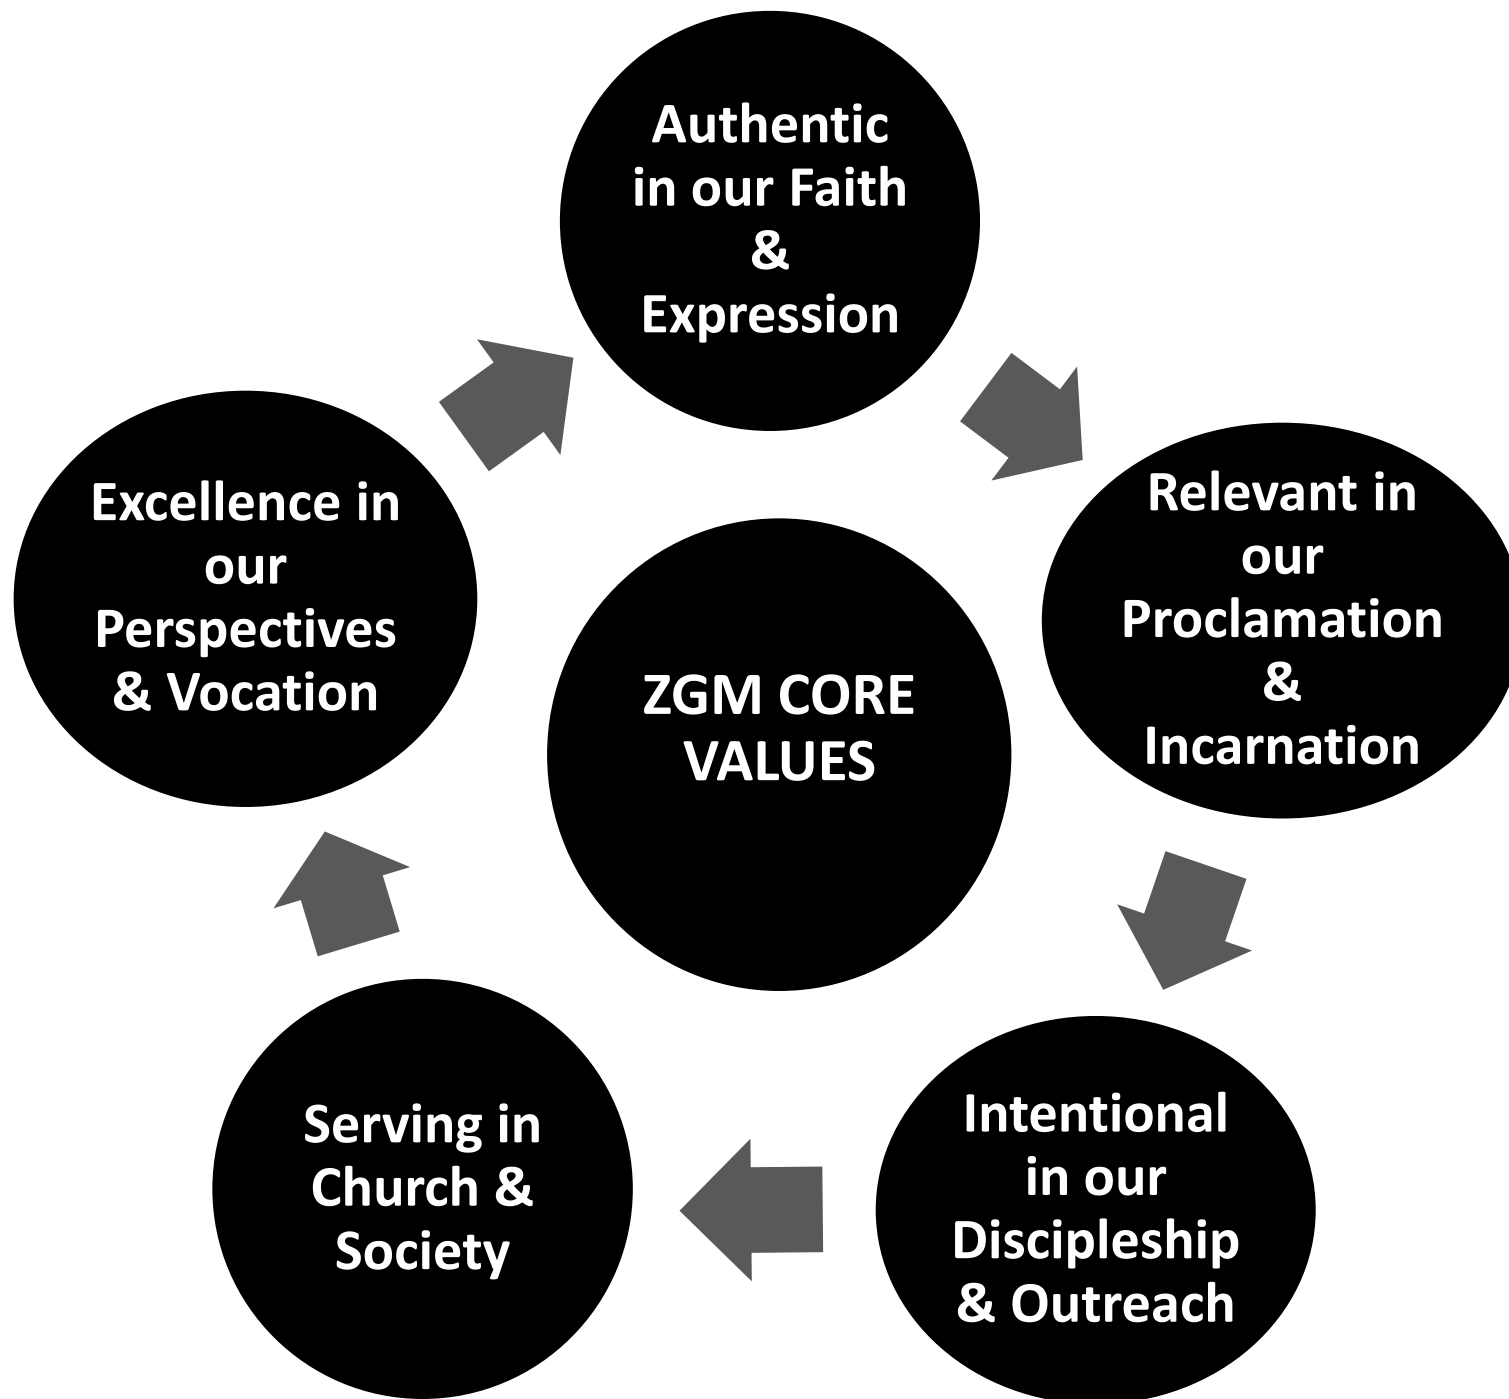 Authentic
in our Faith
&
Expression
Relevant in
our
Proclamation
&
Incarnation
Intentional
in our
Discipleship
& Outreach
Serving in
Church &
Society
Excellence in
our
Perspectives
& Vocation
ZGM CORE
VALUES